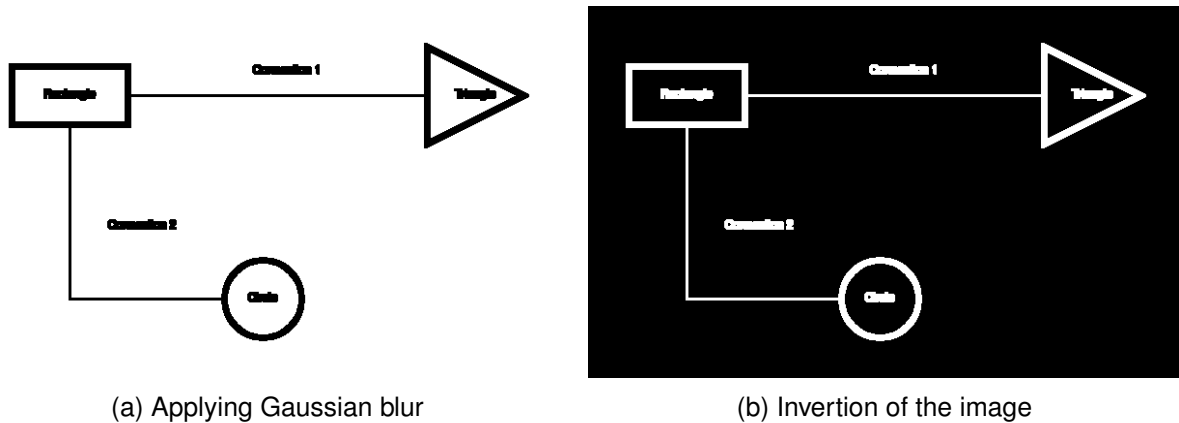 Connection 1
Rectangle
Triangle
Connection 2
Circle
(a) Applying Gaussian blur
Connection 1
Rectangle
Triangle
Connection 2
Circle
(b) Invertion of the image